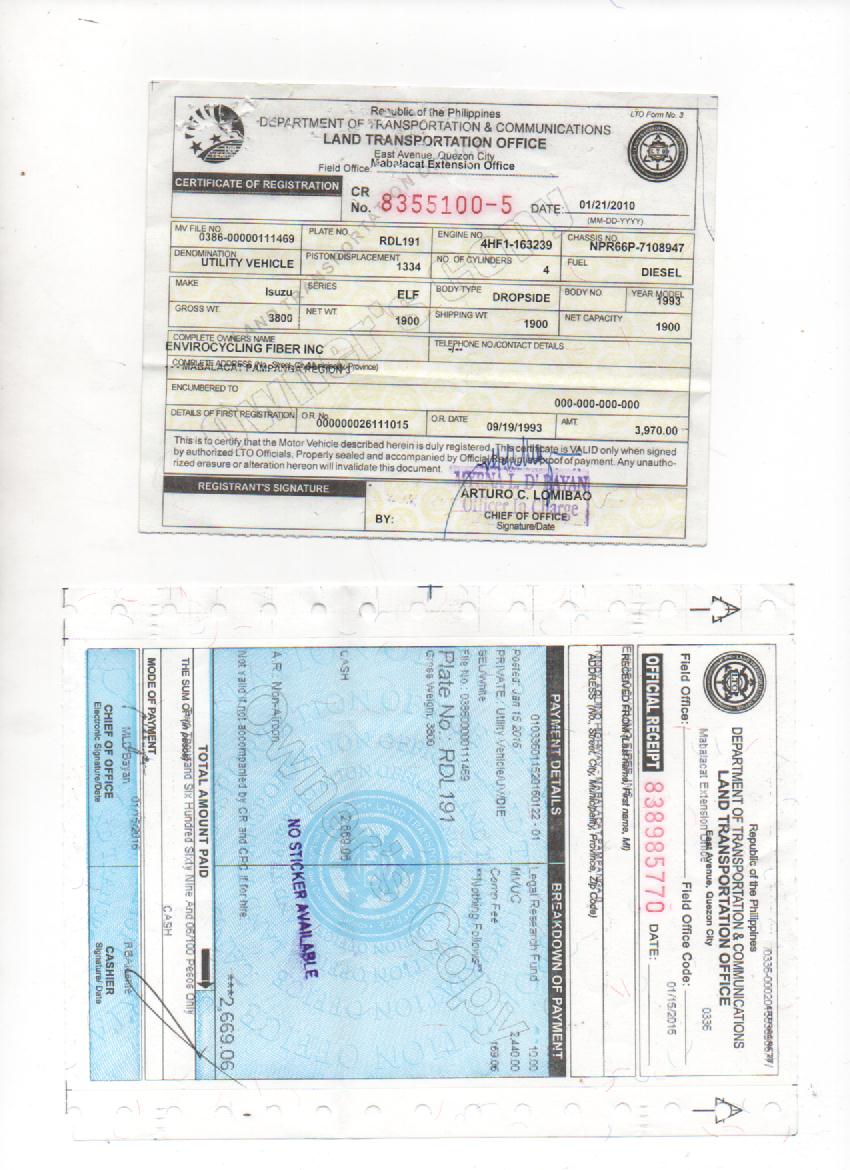 Republic of the Philippines
LTO Form No. 3
DEPARTMENT OF TRANSPORTATION & COMMUNICATIONS
LAND TRANSPORTATION OFFICE
East Avenue, Quezon City
Field Office: Mabalacat Extension Office
CERTIFICATE OF REGISTRATION
CR No. 8355100-5 DATE: 01/21/2010
(MM-DD-YYYY)
MV FILE NO. PLATE NO. ENGINE NO. CHASSIS NO.
0386-00000111469 RDL191 4HF1-163239 NPR66P-7108947
DENOMINATION PISTON DISPLACEMENT NO. OF CYLINDERS FUEL
UTILITY VEHICLE 1334 4 DIESEL
MAKE SERIES BODY TYPE BODY NO. YEAR MODEL
Isuzu ELF DROPSIDE 1993
GROSS WT. NET WT. SHIPPING WT. NET CAPACITY
3800 1900 1900 1900
COMPLETE OWNER'S NAME TELEPHONE NO./CONTACT DETAILS
ENVIROCYCLING FIBER INC -/--
COMPLETE ADDRESS (No., Street, City, Municipality, Province)
MABALACAT PAMPANGA REGION 3
ENCUMBERED TO
000-000-000-000
DETAILS OF FIRST REGISTRATION O.R. No. O.R. DATE AMT.
000000026111015 09/19/1993 3,970.00
This is to certify that the Motor Vehicle described herein is duly registered. This certificate is VALID only when signed
by authorized LTO Officials, Properly sealed and accompanied by Official Receipt as proof of payment. Any unautho-
rized erasure or alteration hereon will invalidate this document.
REGISTRANT'S SIGNATURE
MYRNA L. D' BAYAN
Officer In Charge
ARTURO C. LOMIBAO
BY: CHIEF OF OFFICE
Signature/Date
Owner's Copy
Republic of the Philippines
DEPARTMENT OF TRANSPORTATION & COMMUNICATIONS
LAND TRANSPORTATION OFFICE
East Avenue, Quezon City
Mabalacat Extension Office 0336
Field Office: Field Office Code:
OFFICIAL RECEIPT 838985770 DATE: 01/15/2016
RECEIVED FROM (Last name, First name, MI)
ADDRESS (No. Street, City, Municipality, Province, Zip Code)
PAYMENT DETAILS BREAKDOWN OF PAYMENT
010336011520160122 - 01 Legal Research Fund 10.00
Posted: Jan 15 2016 MVUC 2,440.00
PRIVATE - Utility Vehicle/UV/DIE Comp Fee 169.06
BEL/White **Nothing Follows**
File No.: 038600000111469
Plate No: RDL191
Gross Weight: 3800
CASH 2,669.06
NO STICKER AVAILABLE
A.R. Non-Aircon
Not valid if not accompanied by CR and CPC if for hire.
TOTAL AMOUNT PAID ***2,669.06
THE SUM OF (in pesos) Two Thousand Six Hundred Sixty Nine And 06/100 Pesos Only
MODE OF PAYMENT CASH
MLD'Bayan 01/15/2016
CHIEF OF OFFICE CASHIER
Electronic Signature/Date Signature/Date
Owner's Copy